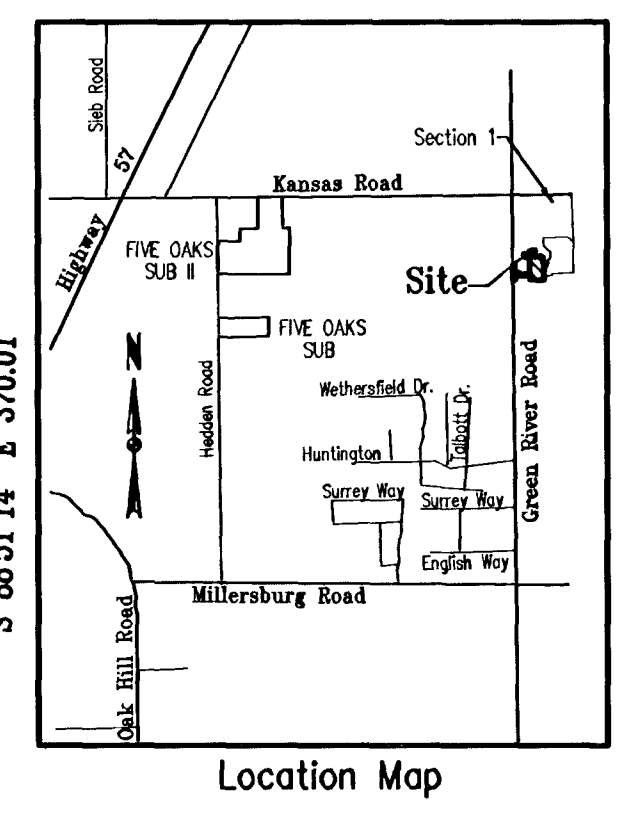 Sieb Road
57
Section 1
Kansas Road
Highway
FIVE OAKS
SUB II
Site
N
FIVE OAKS
SUB
Hedden Road
Green River Road
Wethersfield Dr.
Talbott Dr.
Huntington
Surrey Way
Surrey Way
English Way
Millersburg Road
Oak Hill Road
Location Map